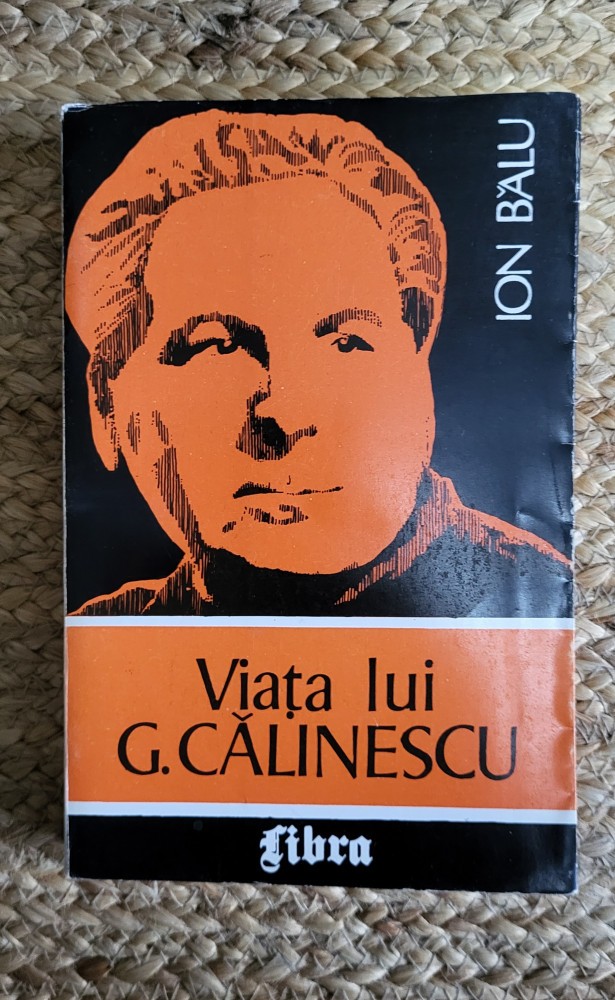 ION BĂLU
Viața lui
G. CĂLINESCU
Libra